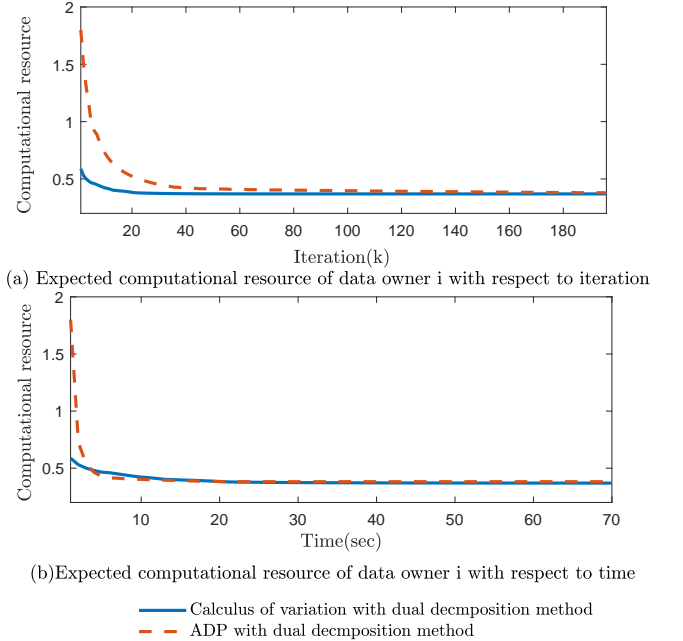 2
1.5
1
0.5
Computational resource
20 40 60 80 100 120 140 160 180
Iteration(k)
(a) Expected computational resource of data owner i with respect to iteration
2
1.5
1
0.5
Computational resource
10 20 30 40 50 60 70
Time(sec)
(b)Expected computational resource of data owner i with respect to time
Calculus of variation with dual decmposition method
ADP with dual decmposition method